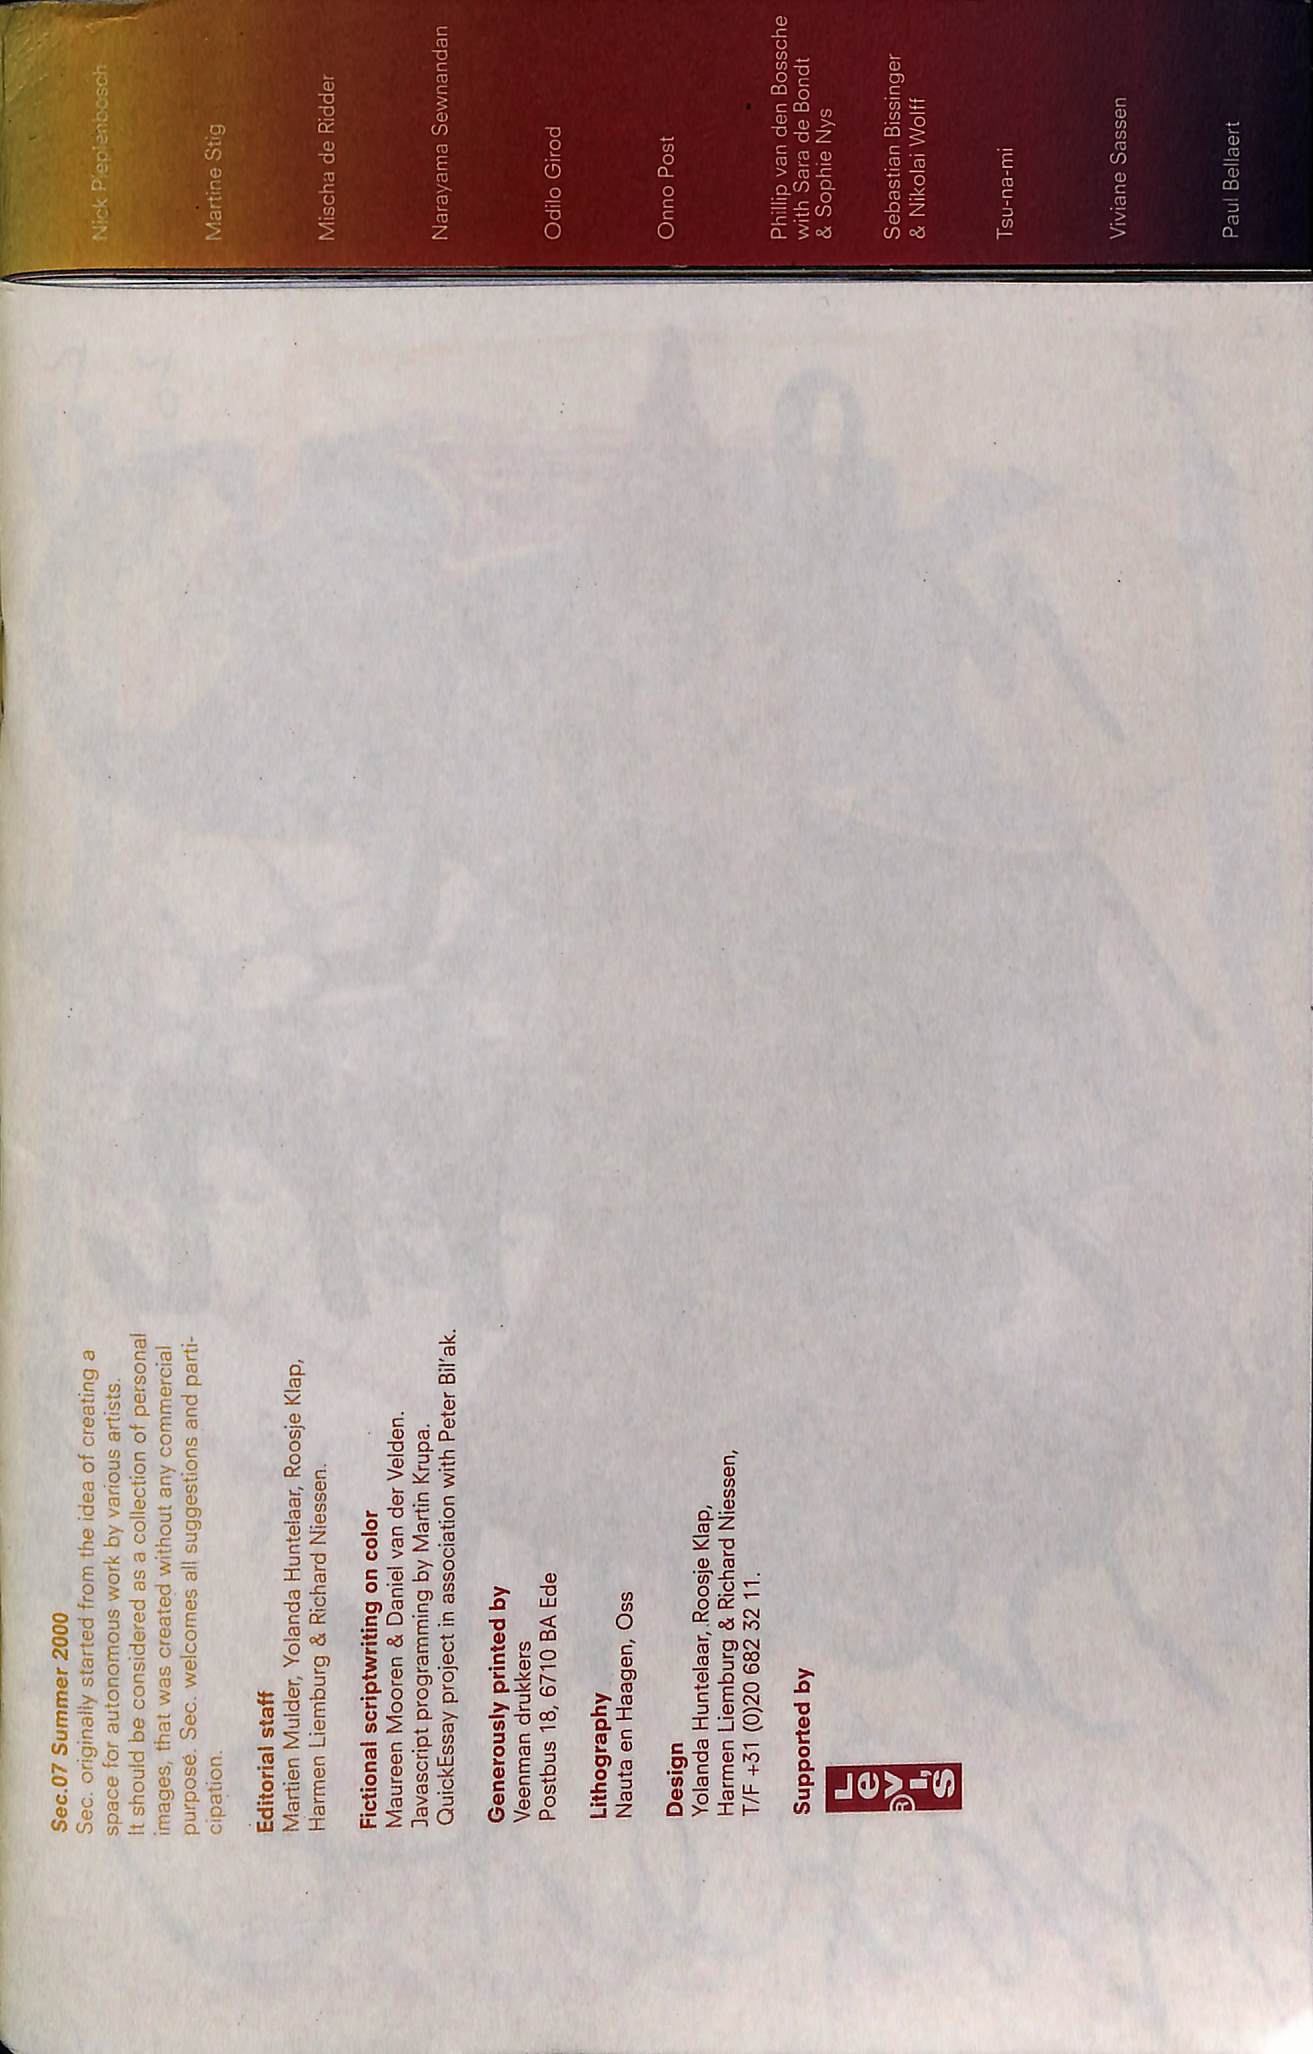 Sec.07 Summer 2000
Sec. originally started from the idea of creating a
space for autonomous work by various artists.
It should be considered as a collection of personal
images, that was created without any commercial
purpose. Sec. welcomes all suggestions and parti-
cipation.
Editorial staff
Martien Mulder, Yolanda Huntelaar, Roosje Klap,
Harmen Liemburg & Richard Niessen.
Fictional scriptwriting on color
Maureen Mooren & Daniel van der Velden.
Javascript programming by Martin Krupa.
QuickEssay project in association with Peter Bil'ak.
Generously printed by
Veenman drukkers
Postbus 18, 6710 BA Ede
Lithography
Nauta en Haagen, Oss
Design
Yolanda Huntelaar, Roosje Klap,
Harmen Liemburg & Richard Niessen,
T/F +31 (0)20 682 32 11.
Supported by
Le
®v
i'
s
Nick Pieplenbosch
Martine Stig
Mischa de Ridder
Narayama Sewnandan
Odilo Girod
Onno Post
Phillip van den Bossche
with Sara de Bondt
& Sophie Nys
Sebastian Bissinger
& Nikolai Wolff
Tsu-na-mi
Viviane Sassen
Paul Bellaert